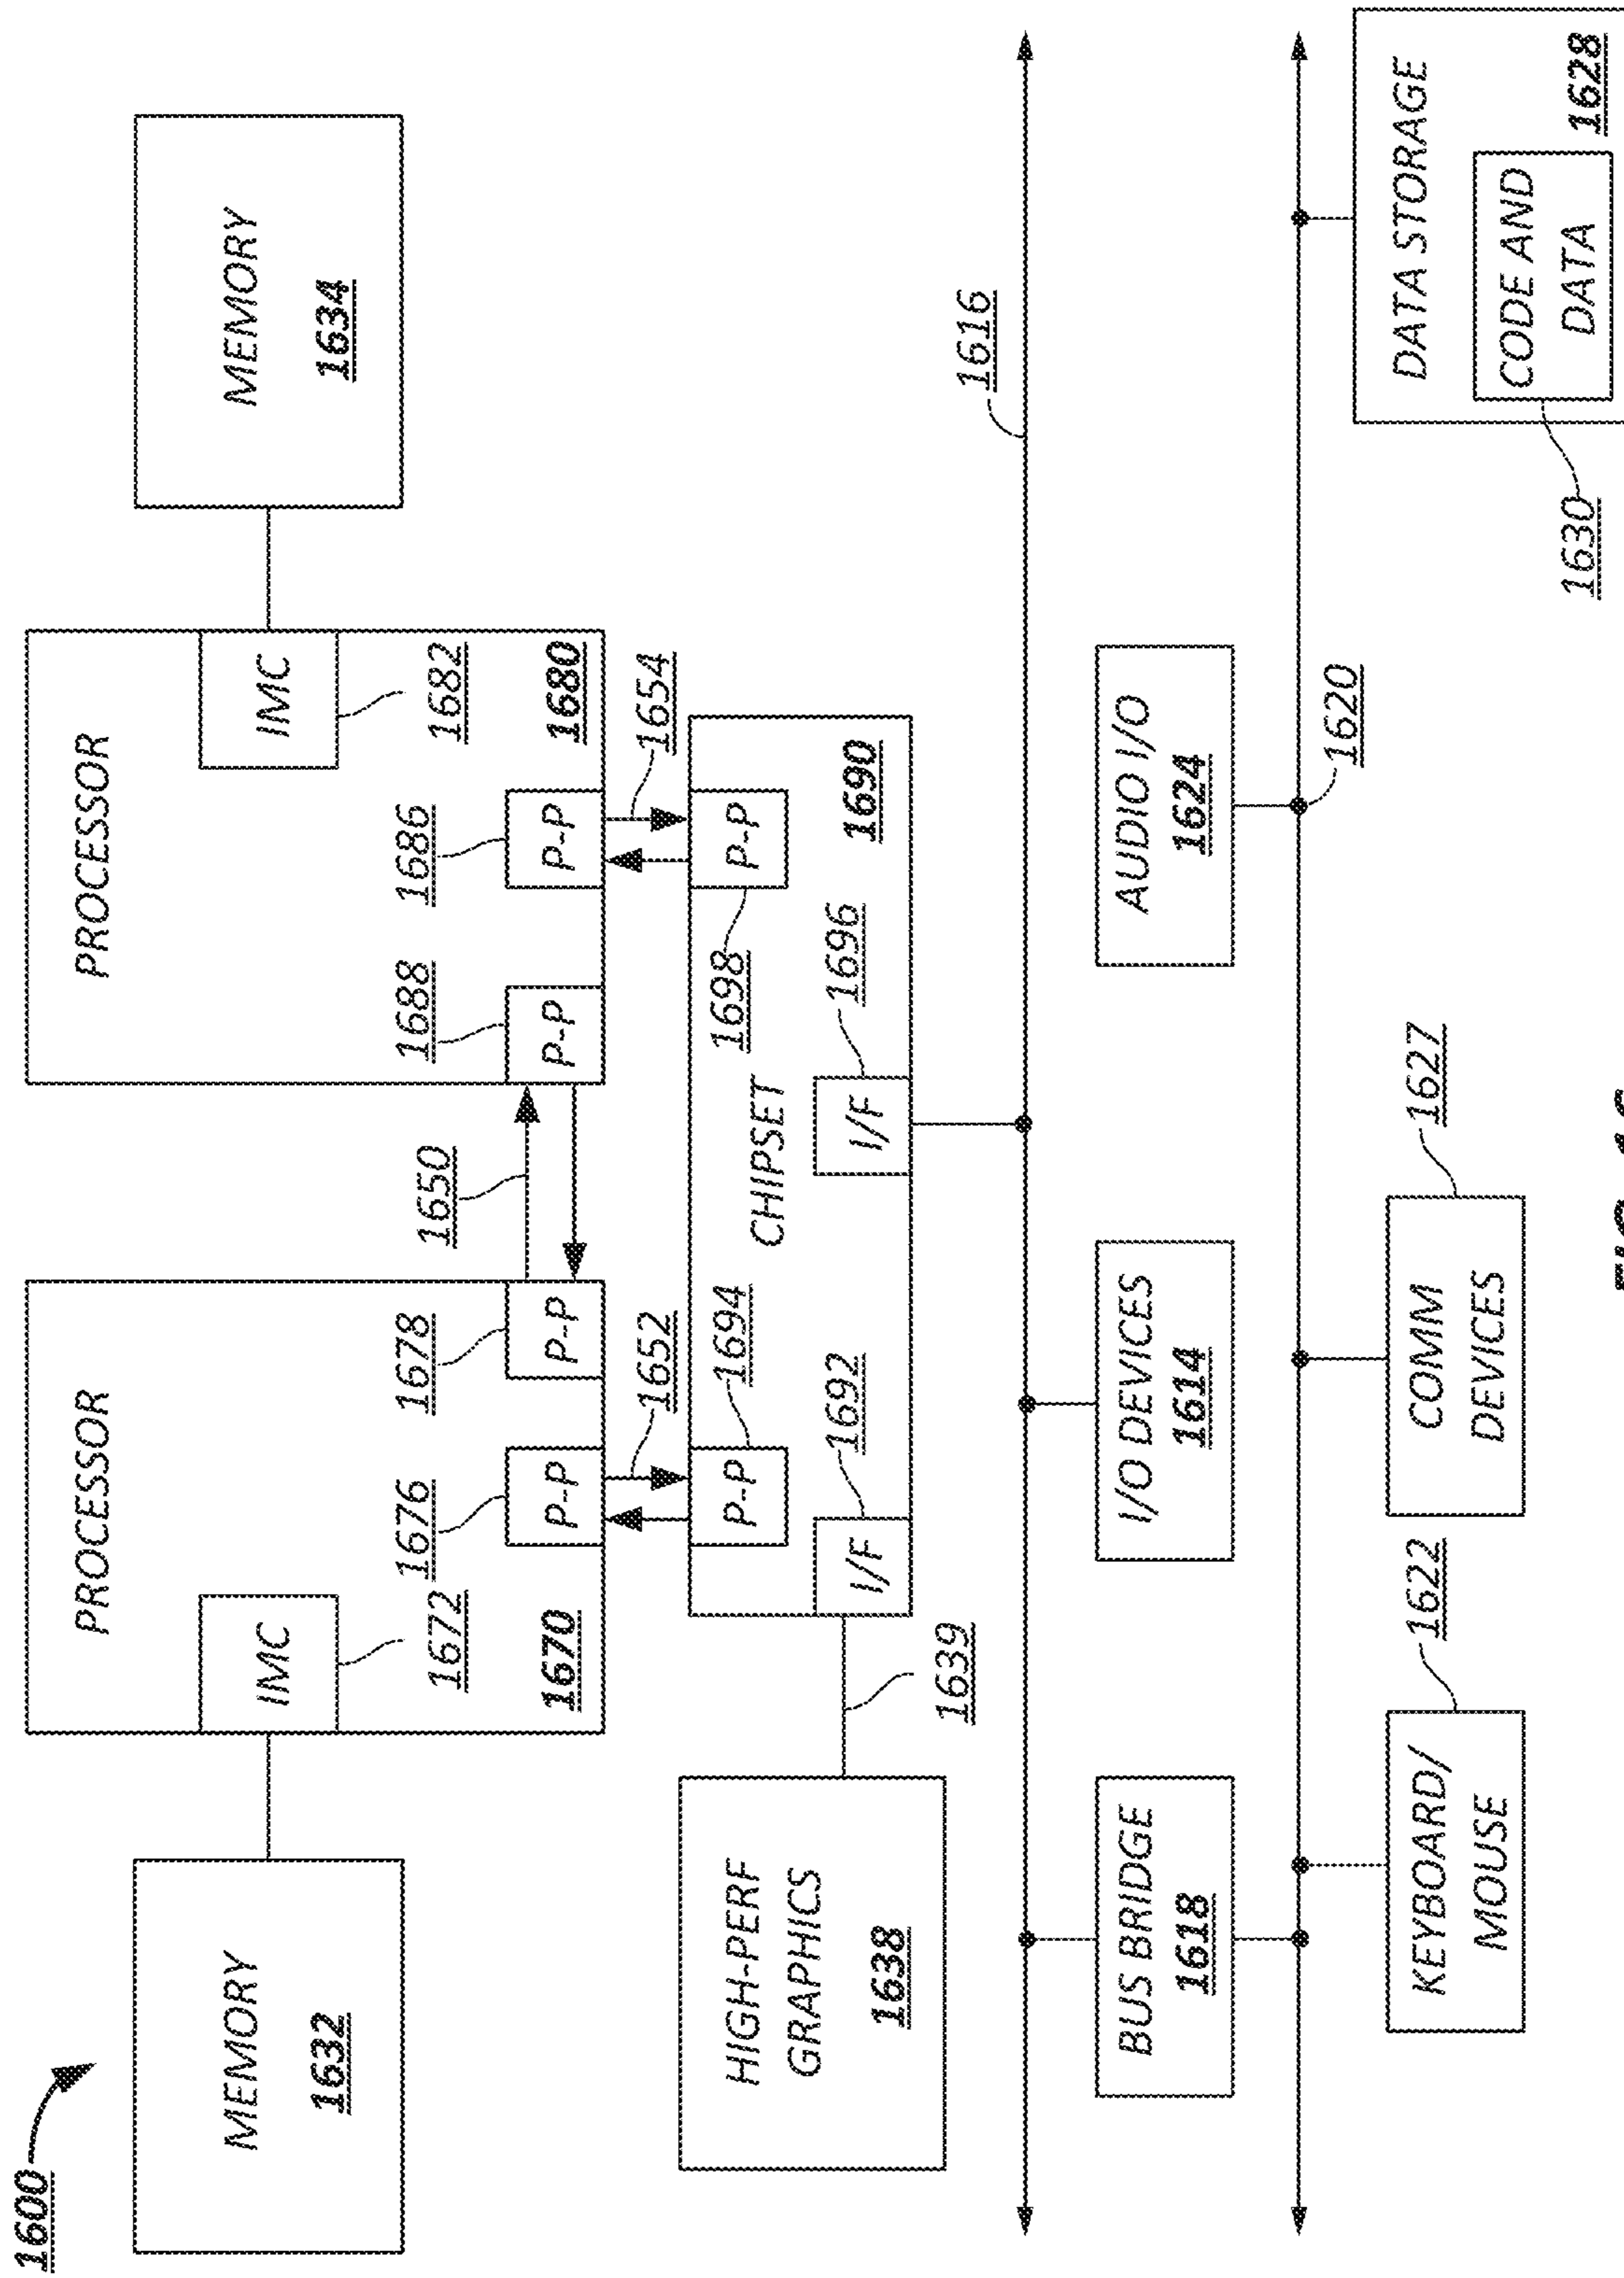 1600
MEMORY
1632
PROCESSOR
IMC
1672
1670
1676
P-P
1678
P-P
1650
PROCESSOR
1688
P-P
1686
P-P
IMC
1682
1680
MEMORY
1634
1652
1654
HIGH-PERF
GRAPHICS
1638
1639
P-P
1694
I/F
1692
CHIPSET
1698
P-P
I/F
1696
1690
1616
BUS BRIDGE
1618
I/O DEVICES
1614
AUDIO I/O
1624
1620
KEYBOARD/
MOUSE
1622
COMM
DEVICES
1627
DATA STORAGE
CODE AND
DATA
1628
1630